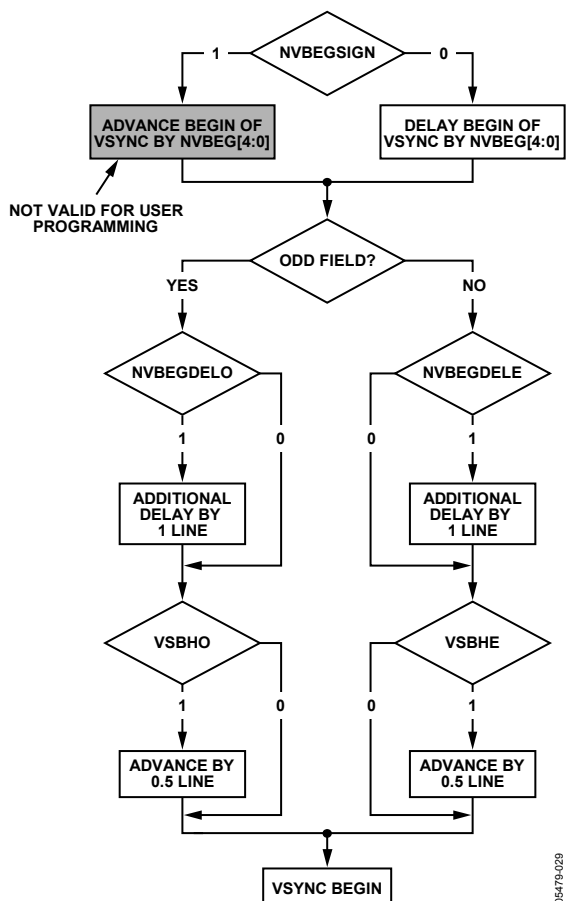 NVBEGSIGN
1
0
ADVANCE BEGIN OF
VSYNC BY NVBEG[4:0]
DELAY BEGIN OF
VSYNC BY NVBEG[4:0]
NOT VALID FOR USER
PROGRAMMING
ODD FIELD?
YES
NO
NVBEGDELO
NVBEGDELE
1
0
0
1
ADDITIONAL
DELAY BY
1 LINE
ADDITIONAL
DELAY BY
1 LINE
VSBHO
VSBHE
1
0
0
1
ADVANCE BY
0.5 LINE
ADVANCE BY
0.5 LINE
VSYNC BEGIN
05479-029